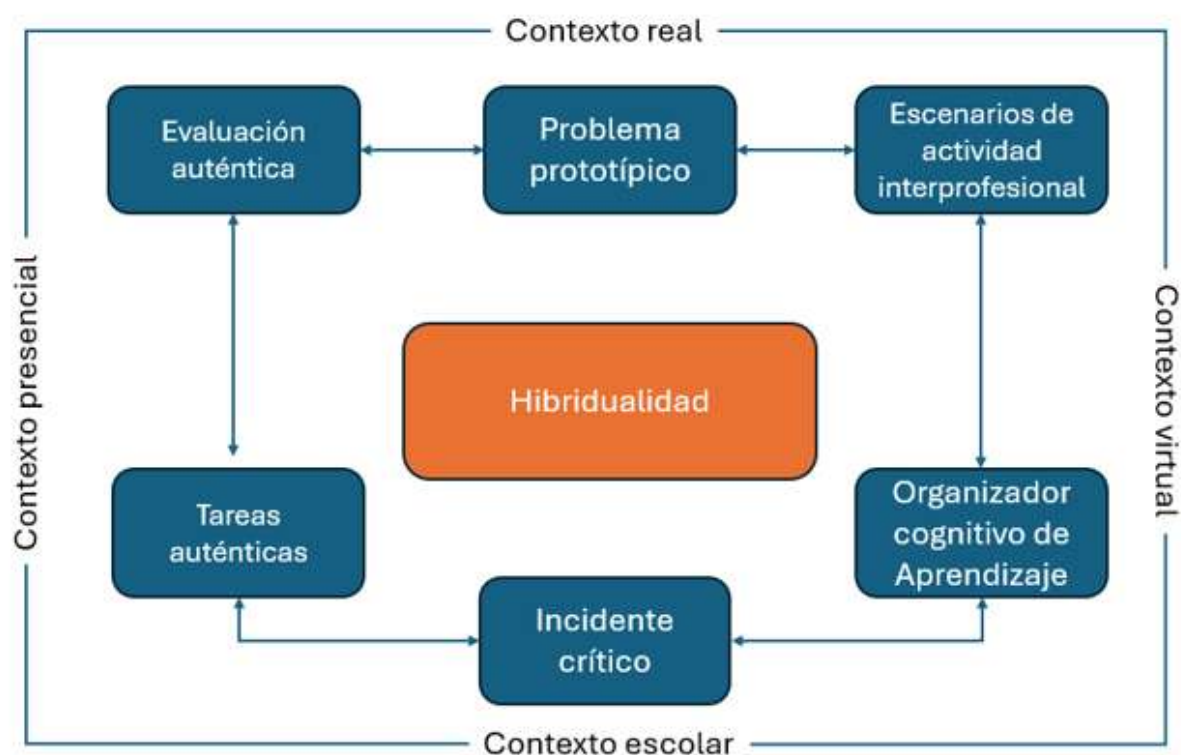 Contexto real
Evaluación
auténtica
Problema
prototípico
Escenarios de
actividad
interprofesional
Contexto presencial
Hibridualidad
Contexto virtual
Tareas
auténticas
Incidente
crítico
Organizador
cognitivo de
Aprendizaje
Contexto escolar